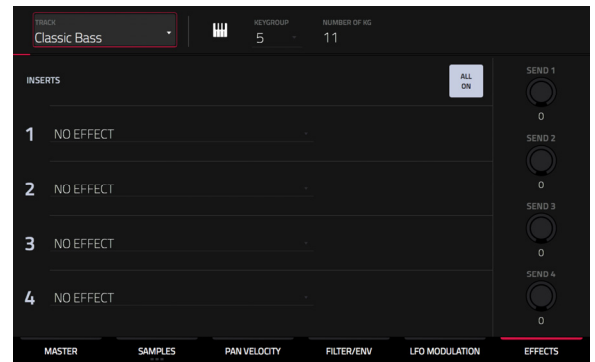 TRACK
Classic Bass
KEYGROUP
5
NUMBER OF KG
11
INSERTS
ALL
ON
1 NO EFFECT
2 NO EFFECT
3 NO EFFECT
4 NO EFFECT
SEND 1
0
SEND 2
0
SEND 3
0
SEND 4
0
MASTER SAMPLES PAN VELOCITY FILTER/ENV LFO MODULATION EFFECTS